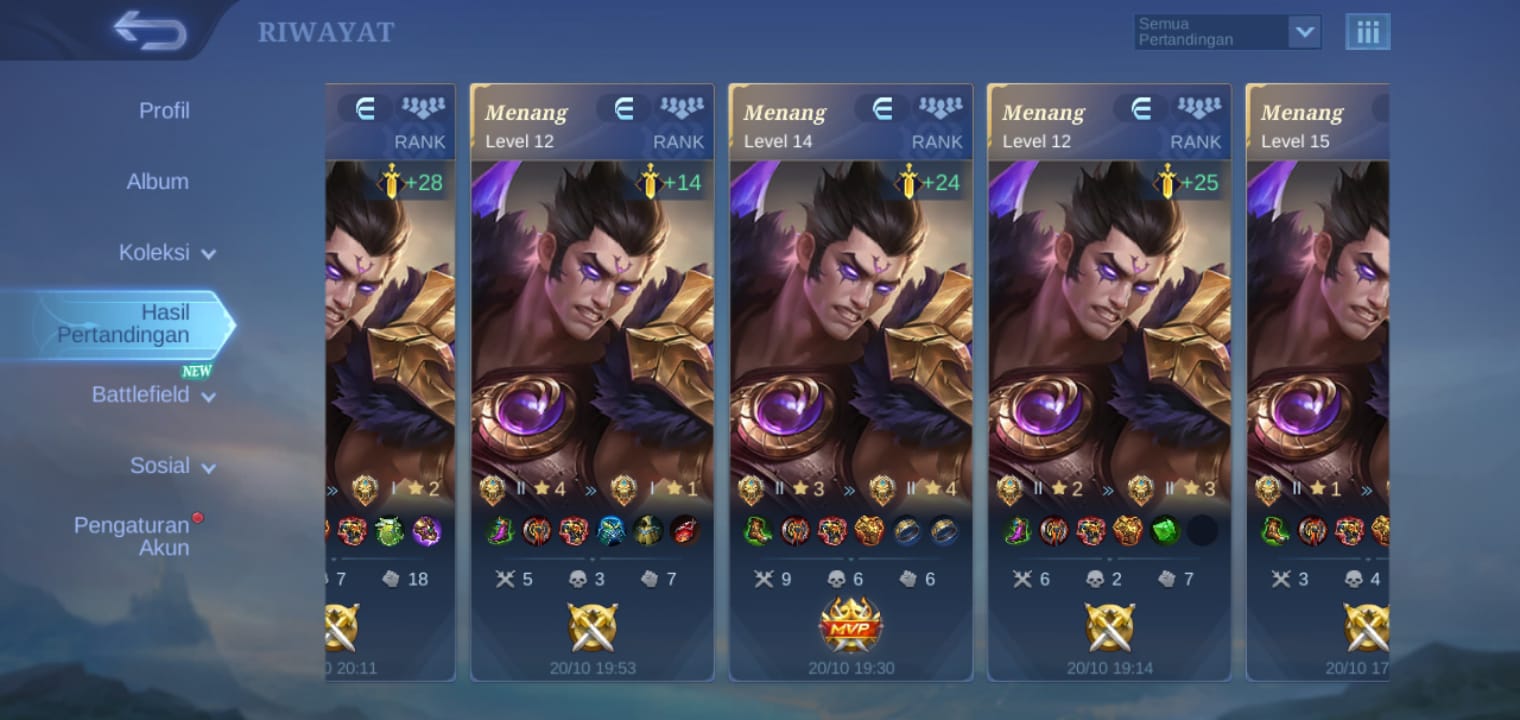 RIWAYAT
Semua
Pertandingan
Profil
Album
Koleksi
Hasil
Pertandingan
NEW
Battlefield
Sosial
Pengaturan
Akun
RANK
+28
I 2
7 18
20:11
Menang
Level 12
RANK
+14
II 4 » I 1
5 3 7
20/10 19:53
Menang
Level 14
RANK
+24
II 3 » II 4
9 6 6
MVP
20/10 19:30
Menang
Level 12
RANK
+25
II 2 » II 3
6 2 7
20/10 19:14
Menang
Level 15
II 1 »
3 4
20/10 17